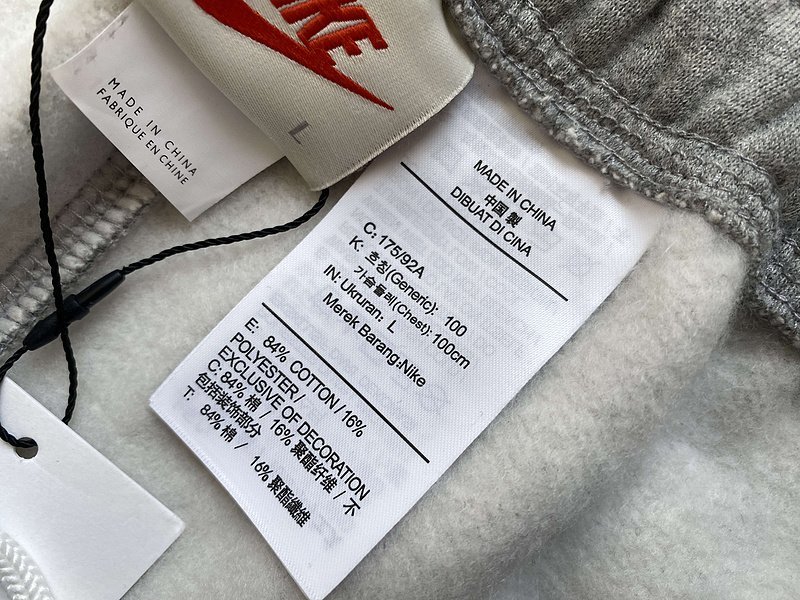 NIKE
L
MADE IN CHINA
FABRIQUE EN CHINE
MADE IN CHINA
中国 製
DIBUAT DI CINA
C: 175/92A
K: 호칭(Generic): 100
가슴둘레(Chest): 100cm
IN: Ukruran: L
Merek Barang:Nike
E: 84% COTTON / 16%
POLYESTER /
EXCLUSIVE OF DECORATION
C: 84% 棉 / 16% 聚酯纤维 / 不
包括装饰部分
T: 84% 棉 / 16% 聚酯纖維